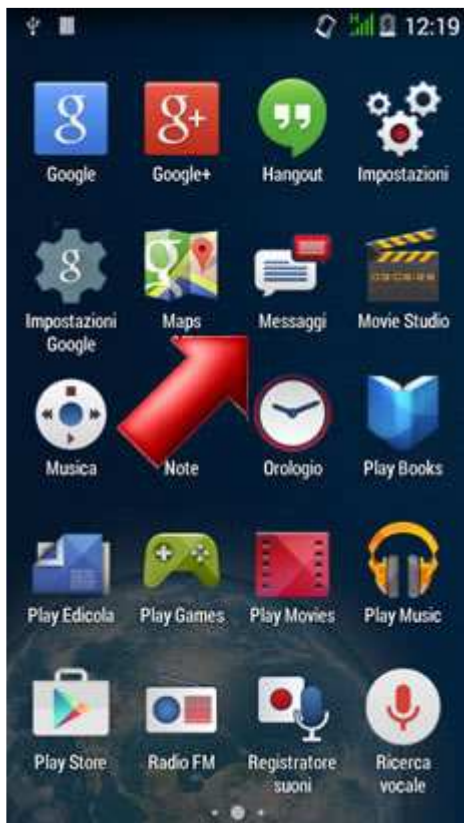 12:19
Google
Google+
Hangout
Impostazioni
Impostazioni
Google
Maps
Messaggi
Movie Studio
Musica
Note
Orologio
Play Books
Play Edicola
Play Games
Play Movies
Play Music
Play Store
Radio FM
Registratore
suoni
Ricerca
vocale